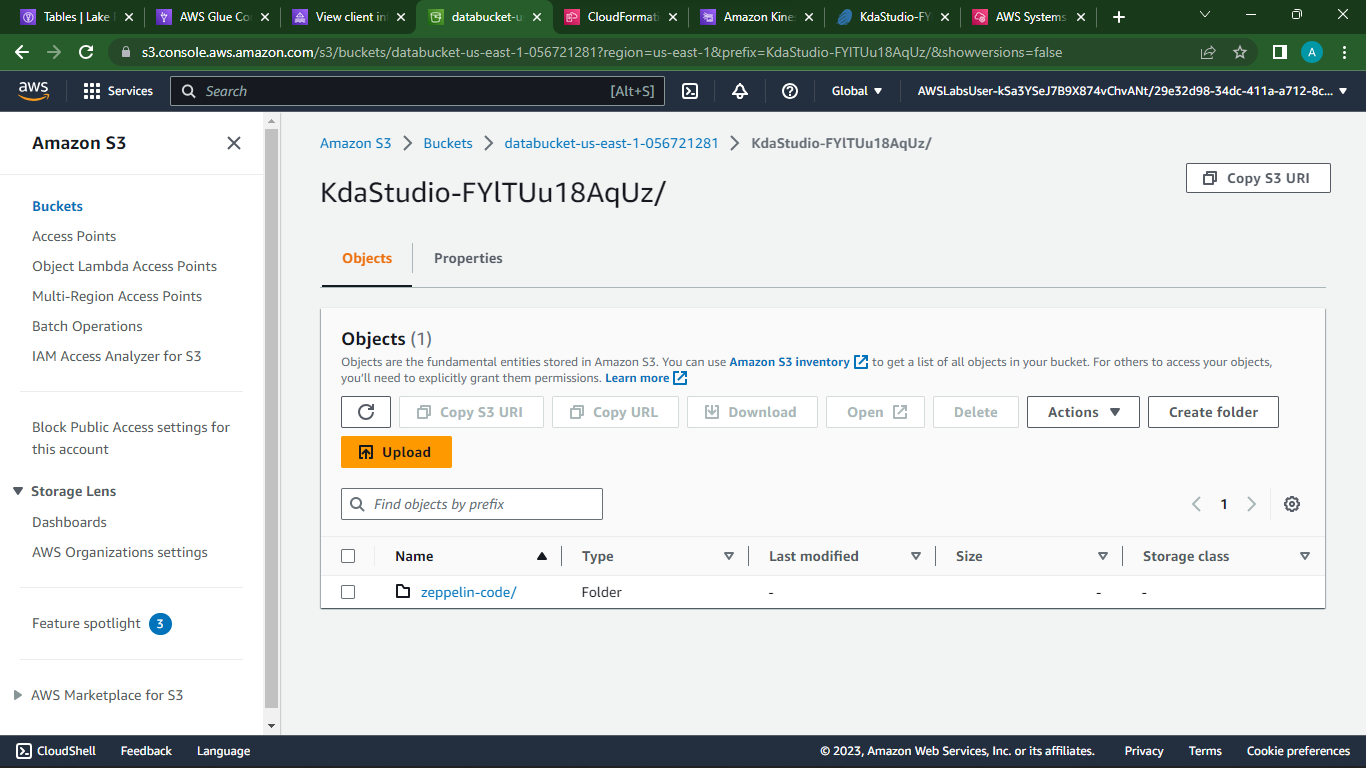 Tables | Lake
AWS Glue Co
View client in
databucket-u
CloudFormat
Amazon Kine
KdaStudio-FY
AWS Systems
s3.console.aws.amazon.com/s3/buckets/databucket-us-east-1-056721281?region=us-east-1&prefix=KdaStudio-FYlTUu18AqUz/&showversions=false
A
aws
Services
Search
[Alt+S]
Global
AWSLabsUser-kSa3YSeJ7B9X874vChvANt/29e32d98-34dc-411a-a712-8c...
Amazon S3
Buckets
Access Points
Object Lambda Access Points
Multi-Region Access Points
Batch Operations
IAM Access Analyzer for S3
Block Public Access settings for
this account
Storage Lens
Dashboards
AWS Organizations settings
Feature spotlight 3
AWS Marketplace for S3
Amazon S3 > Buckets > databucket-us-east-1-056721281 > KdaStudio-FYlTUu18AqUz/
KdaStudio-FYlTUu18AqUz/
Copy S3 URI
Objects
Properties
Objects (1)
Objects are the fundamental entities stored in Amazon S3. You can use Amazon S3 inventory to get a list of all objects in your bucket. For others to access your objects,
you'll need to explicitly grant them permissions. Learn more
Copy S3 URI
Copy URL
Download
Open
Delete
Actions
Create folder
Upload
Find objects by prefix
1
Name
Type
Last modified
Size
Storage class
zeppelin-code/
Folder
-
-
-
CloudShell
Feedback
Language
© 2023, Amazon Web Services, Inc. or its affiliates.
Privacy
Terms
Cookie preferences